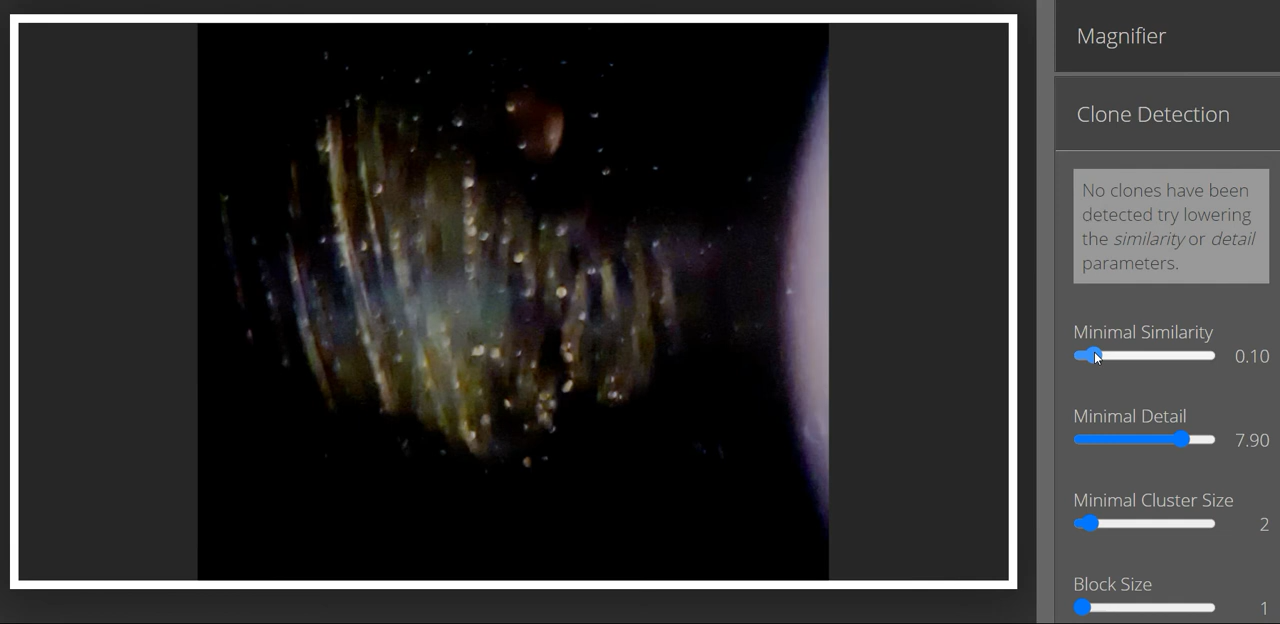 Magnifier
Clone Detection
No clones have been
detected try lowering
the similarity or detail
parameters.
Minimal Similarity
0.10
Minimal Detail
7.90
Minimal Cluster Size
2
Block Size
1